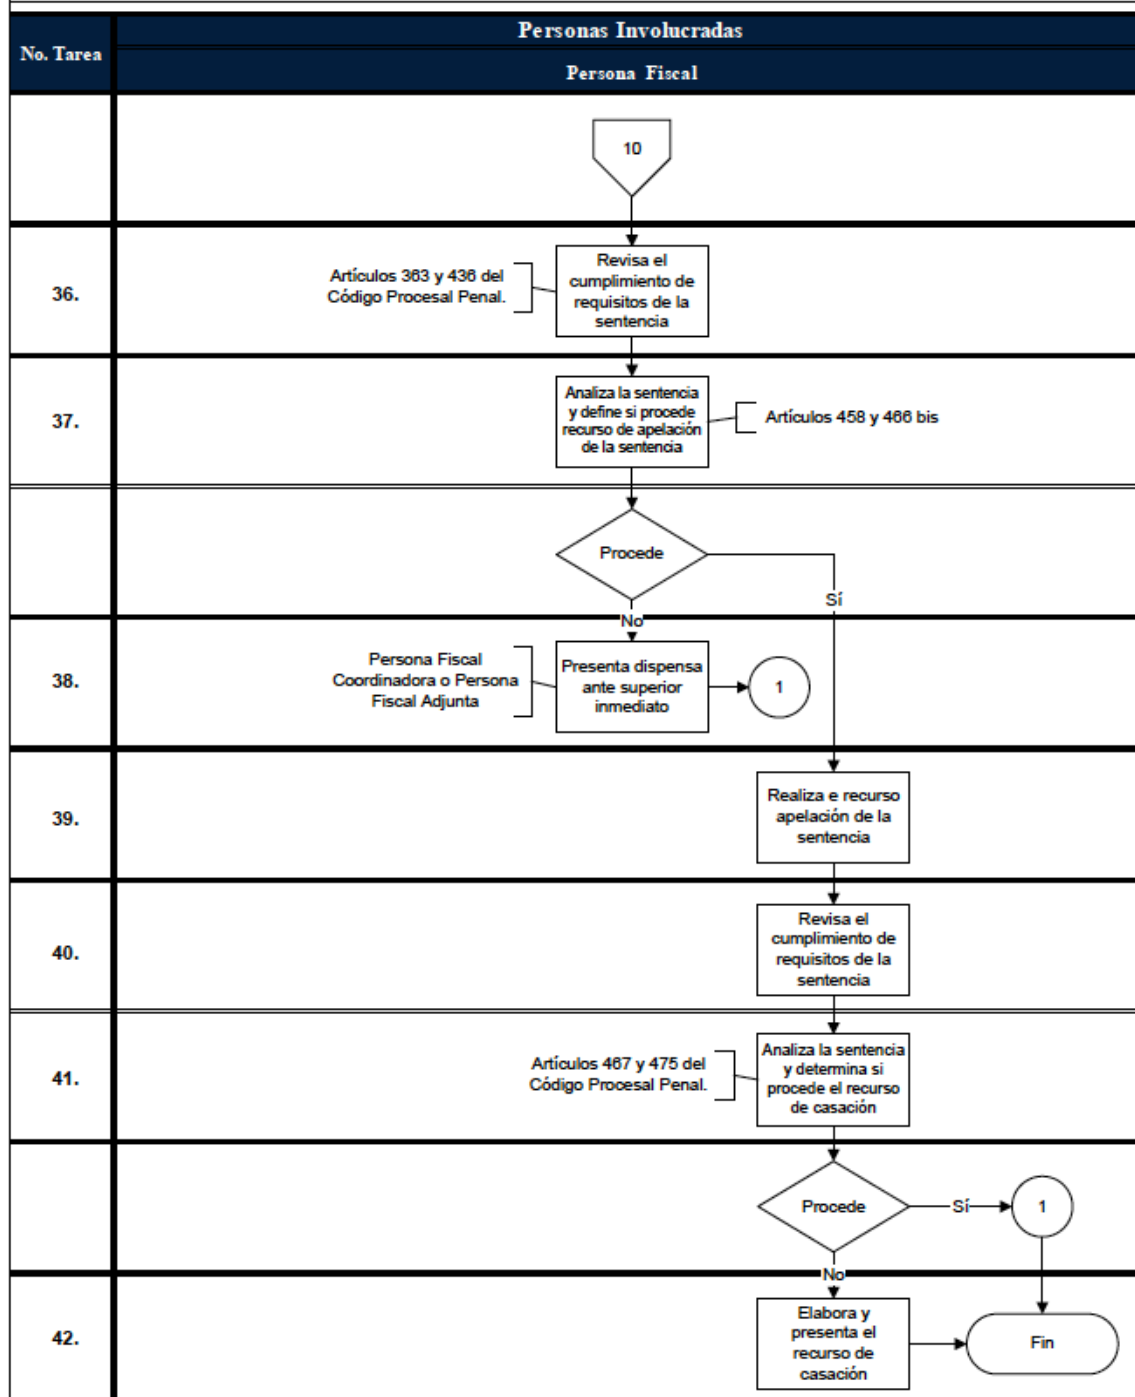 Personas Involucradas
No. Tarea
Persona Fiscal
10
36.
Artículos 363 y 436 del
Código Procesal Penal.
Revisa el
cumplimiento de
requisitos de la
sentencia
37.
Analiza la sentencia
y define si procede
recurso de apelación
de la sentencia
Artículos 458 y 466 bis
Procede
Sí
No
38.
Persona Fiscal
Coordinadora o Persona
Fiscal Adjunta
Presenta dispensa
ante superior
inmediato
1
39.
Realiza e recurso
apelación de la
sentencia
40.
Revisa el
cumplimiento de
requisitos de la
sentencia
41.
Artículos 467 y 475 del
Código Procesal Penal.
Analiza la sentencia
y determina si
procede el recurso
de casación
Procede
Sí
1
No
42.
Elabora y
presenta el
recurso de
casación
Fin